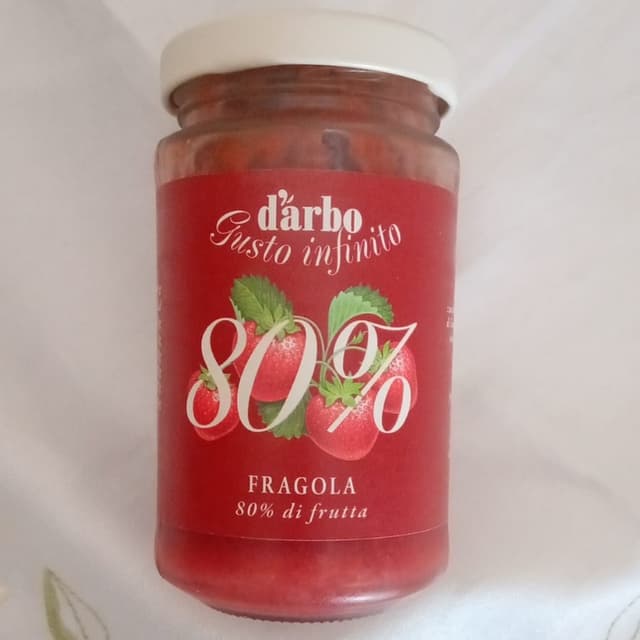 d'arbo
Gusto infinito
80%
FRAGOLA
80% di frutta